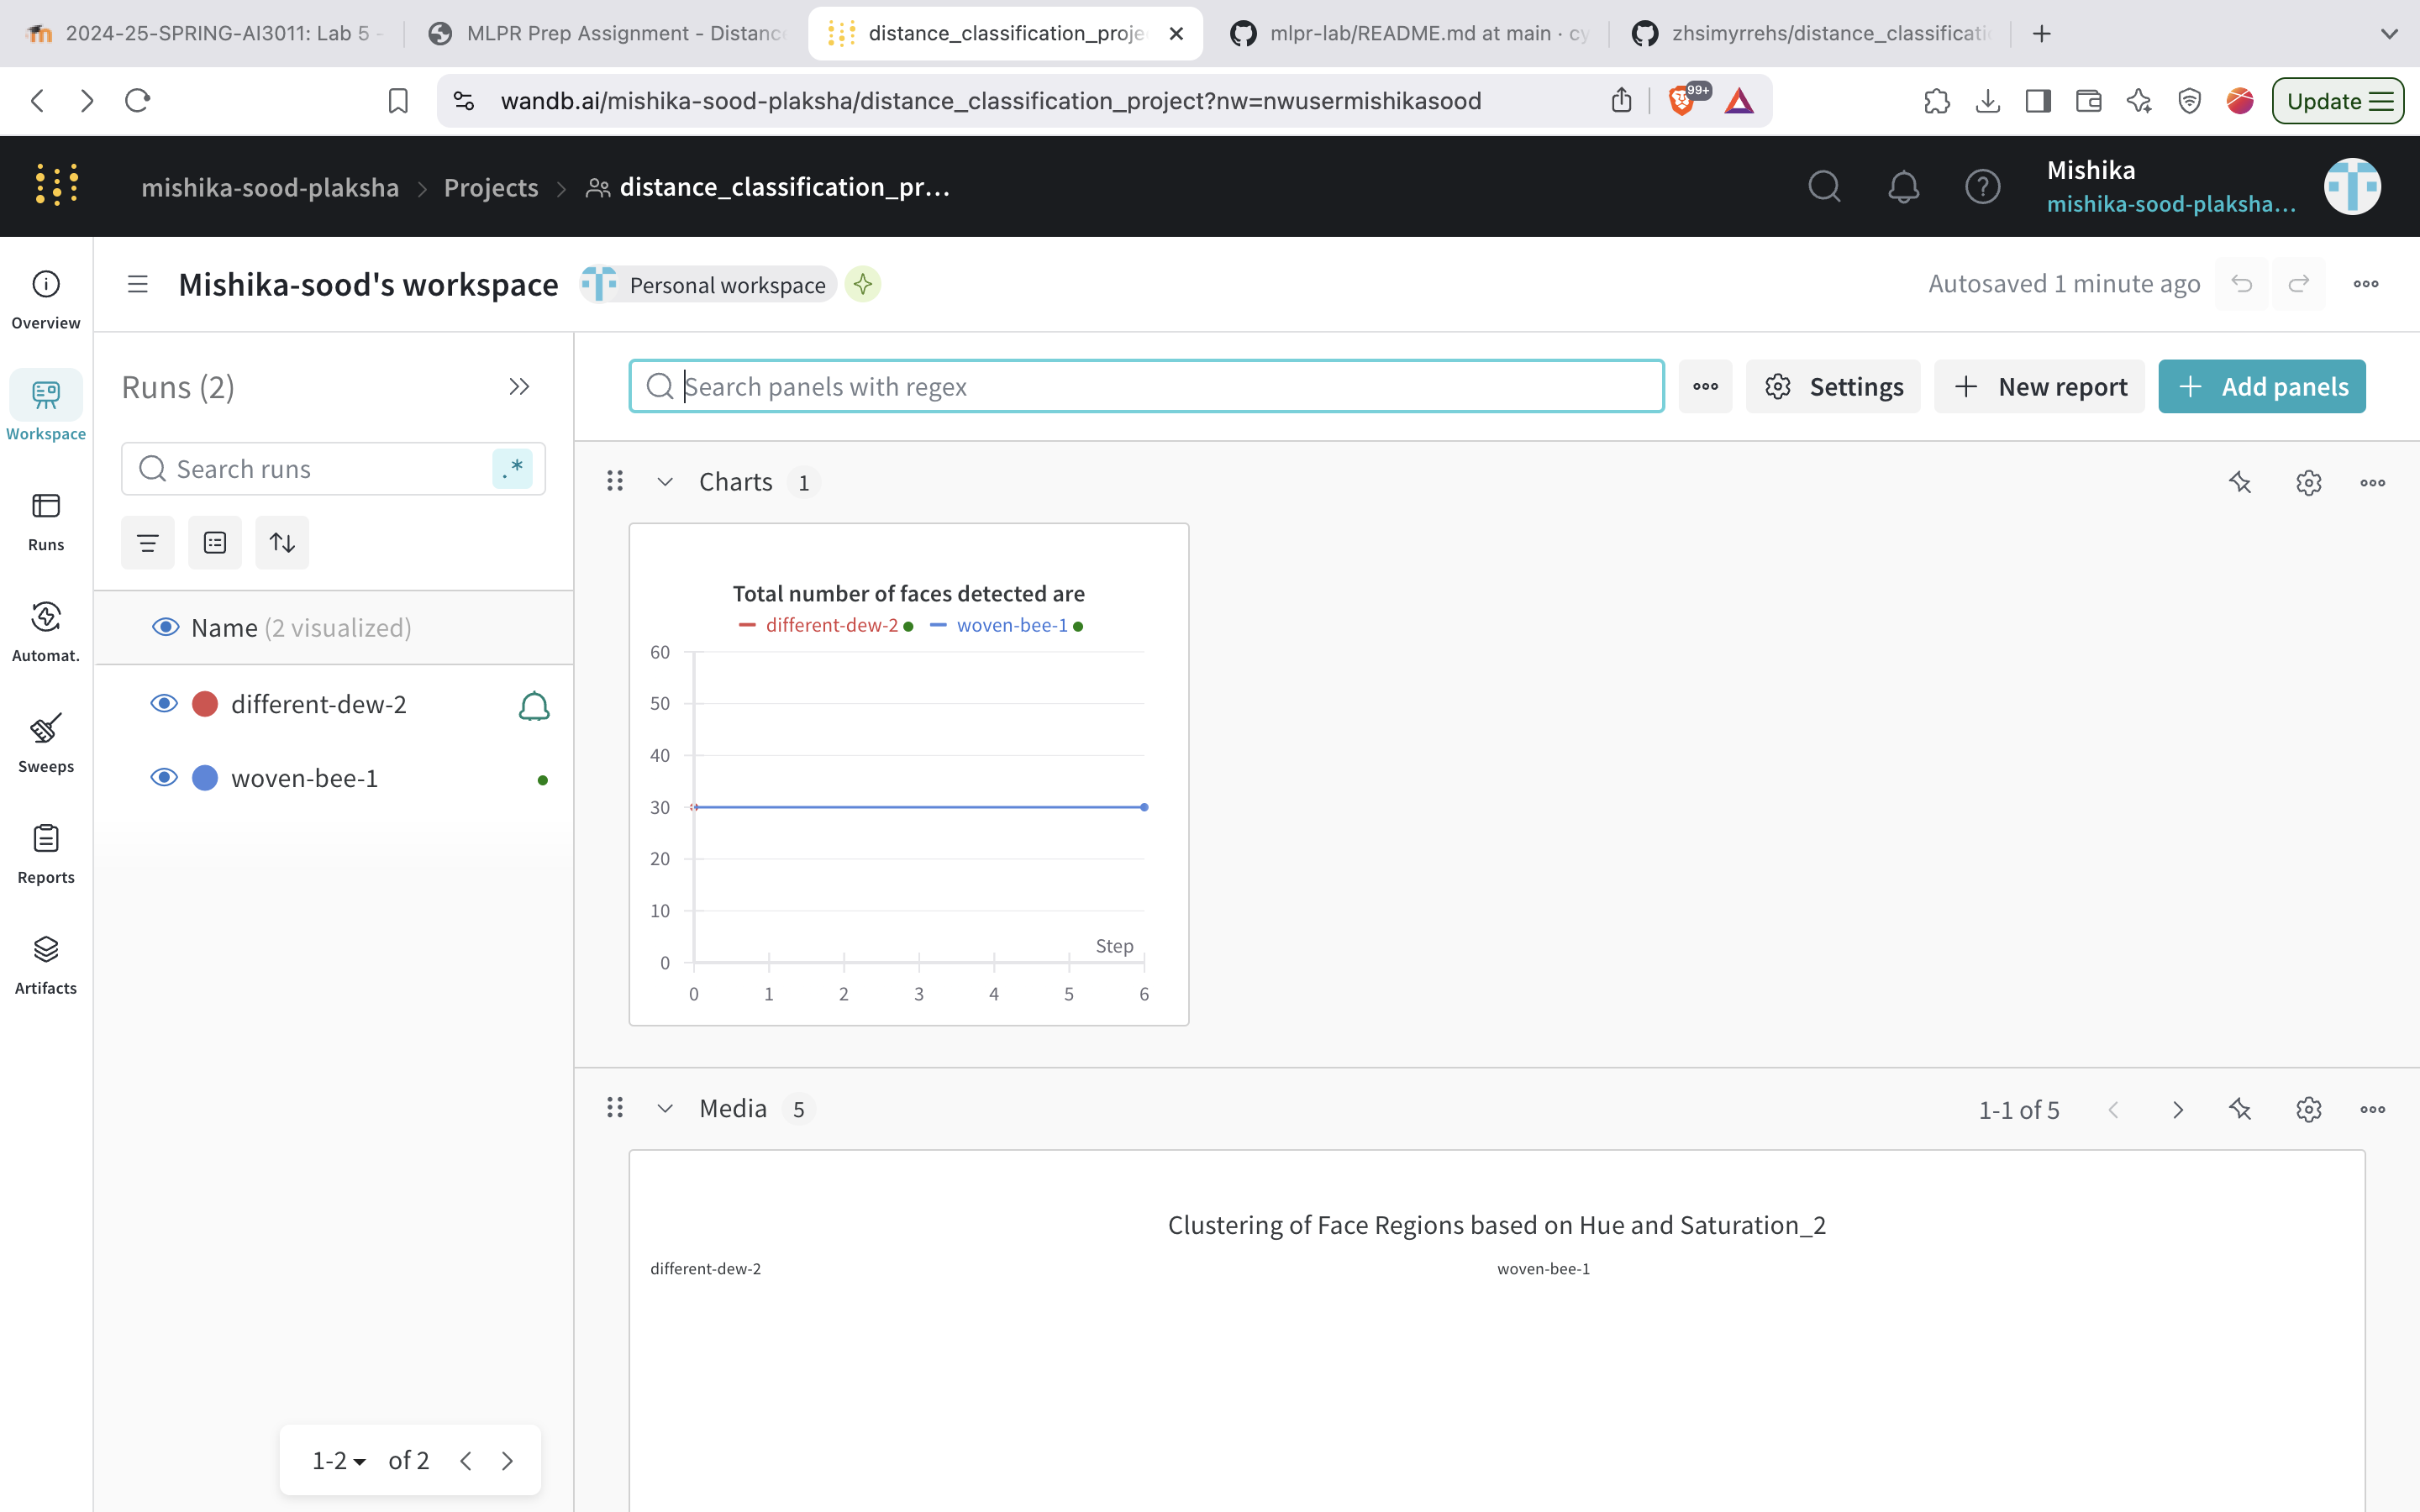 2024-25-SPRING-AI3011: Lab 5 -
MLPR Prep Assignment - Distance
distance_classification_proje
mlpr-lab/README.md at main · cy
zhsimyrrehs/distance_classificatio
wandb.ai/mishika-sood-plaksha/distance_classification_project?nw=nwusermishikasood
99+
Update
mishika-sood-plaksha
Projects
distance_classification_pr...
Mishika
mishika-sood-plaksha...
Overview
Workspace
Runs
Automat.
Sweeps
Reports
Artifacts
Mishika-sood's workspace
Personal workspace
Autosaved 1 minute ago
Runs (2)
Search runs
.*
Name (2 visualized)
different-dew-2
woven-bee-1
1-2
of 2
Search panels with regex
Settings
New report
Add panels
Charts 1
Total number of faces detected are
different-dew-2 woven-bee-1
60
50
40
30
20
10
0
Step
0 1 2 3 4 5 6
Media 5
1-1 of 5
Clustering of Face Regions based on Hue and Saturation_2
different-dew-2
woven-bee-1